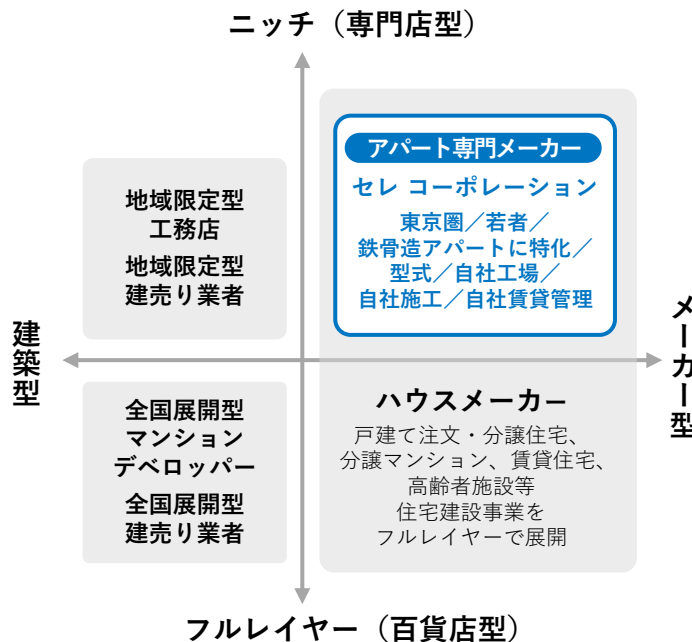 ニッチ（専門店型）
アパート専門メーカー
セレ コーポレーション
東京圏／若者／
鉄骨造アパートに特化／
型式／自社工場／
自社施工／自社賃貸管理
地域限定型
工務店
地域限定型
建売り業者
建築型
メーカー型
全国展開型
マンション
デベロッパー
全国展開型
建売り業者
ハウスメーカー
戸建て注文・分譲住宅、
分譲マンション、賃貸住宅、
高齢者施設等
住宅建設事業を
フルレイヤーで展開
フルレイヤー（百貨店型）